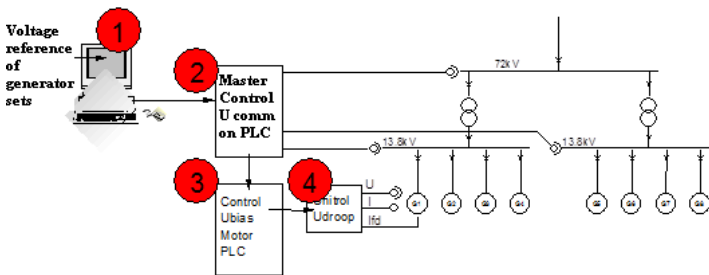 Voltage
reference
of
generator
sets
1
2
Master
Control
U comm
on PLC
3
Control
Ubias
Motor
PLC
4
Unitrol
Udroop
U
I
Ifd
72kV
13.8kV
13.8kV
G1
G2
G3
G4
G5
G6
G7
G8